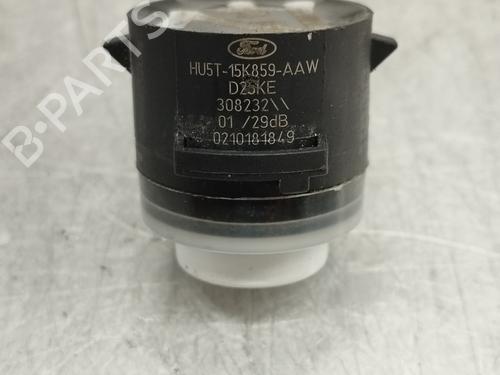 Ford
HU5T-15K859-AAW
D25KE
308232\\
01 /29dB
0210181849
B-PARTS